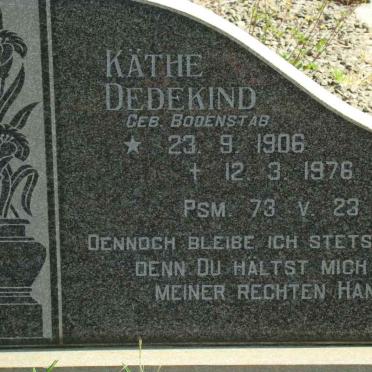 KÄTHE
DEDEKIND
GEB. BODENSTAB
* 23. 9. 1906
† 12. 3. 1976
PSM. 73 V. 23
DENNOCH BLEIBE ICH STETS
DENN DU HÄLTST MICH
MEINER RECHTEN